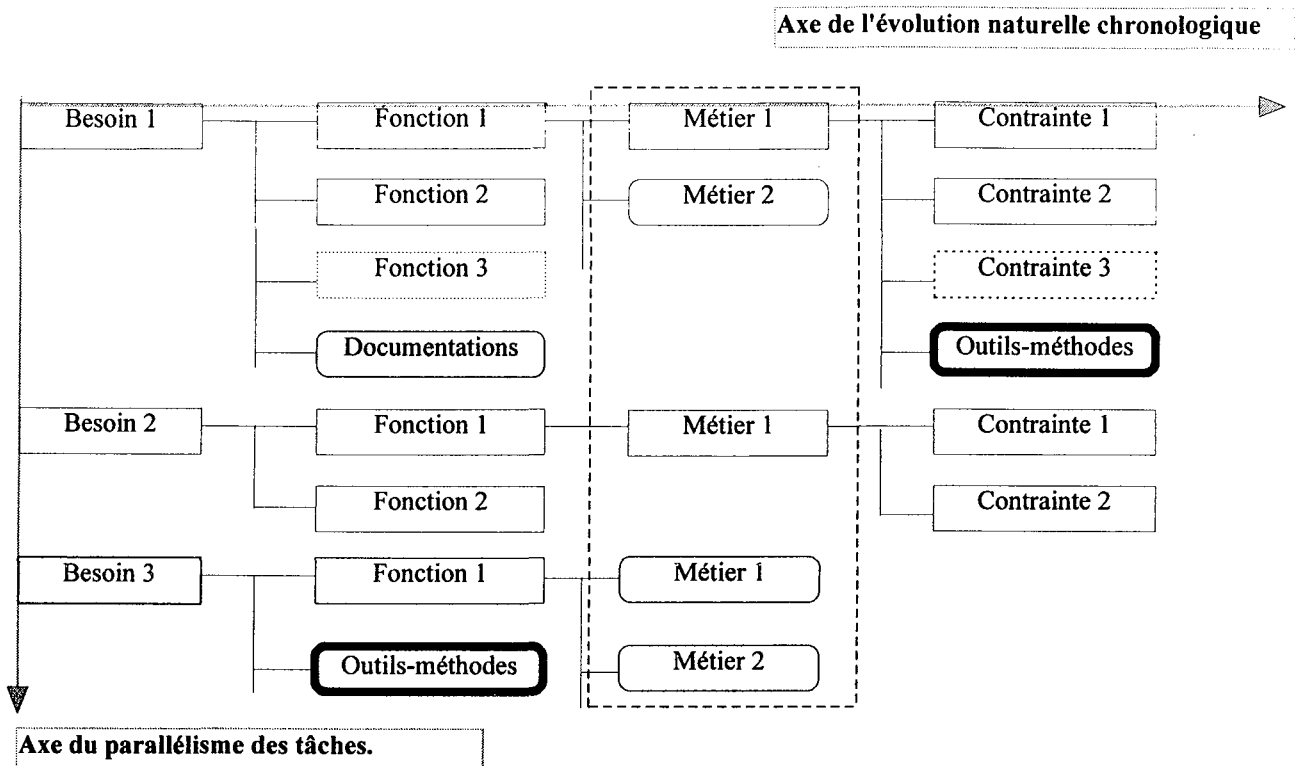 Axe de l'évolution naturelle chronologique
Besoin 1 Fonction 1 Métier 1 Contrainte 1
Fonction 2 Métier 2 Contrainte 2
Fonction 3 Contrainte 3
Documentations Outils-méthodes
Besoin 2 Fonction 1 Métier 1 Contrainte 1
Fonction 2 Contrainte 2
Besoin 3 Fonction 1 Métier 1
Outils-méthodes Métier 2
Axe du parallélisme des tâches.